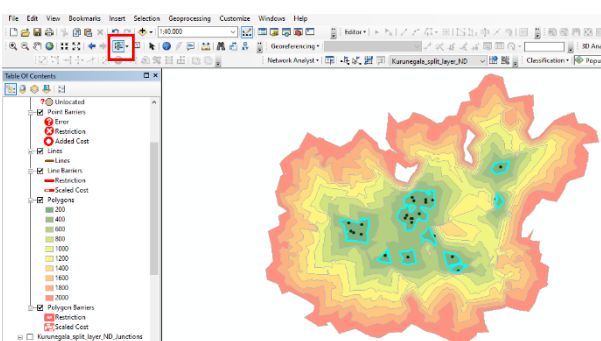 File Edit View Bookmarks Insert Selection Geoprocessing Customize Windows Help
1:40,000
Editor
3D Ana
Georeferencing
Network Analyst
Kurunegala_split_layer_ND
Classification
Popu
Table Of Contents
Unlocated
Point Barriers
Error
Restriction
Added Cost
Lines
Lines
Line Barriers
Restriction
Scaled Cost
Polygons
200
400
600
800
1000
1200
1400
1600
1800
2000
Polygon Barriers
Restriction
Scaled Cost
Kurunegala_split_layer_ND_Junctions